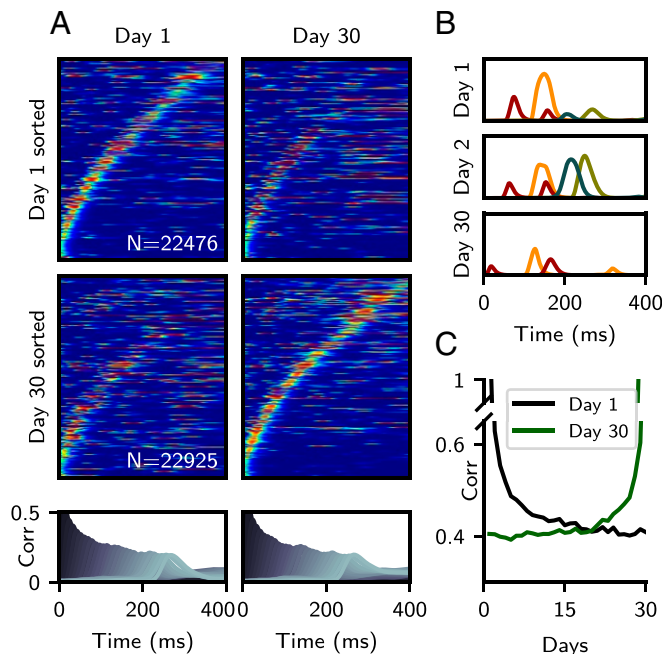 A
Day 1
Day 30
Day 1 sorted
N=22476
Day 30 sorted
N=22925
0.5
Corr
0
0 200 400
0 200 400
Time (ms)
Time (ms)
B
Day 1
Day 2
Day 30
0 200 400
Time (ms)
C
1
0.6
Corr
0.4
Day 1
Day 30
0 15 30
Days